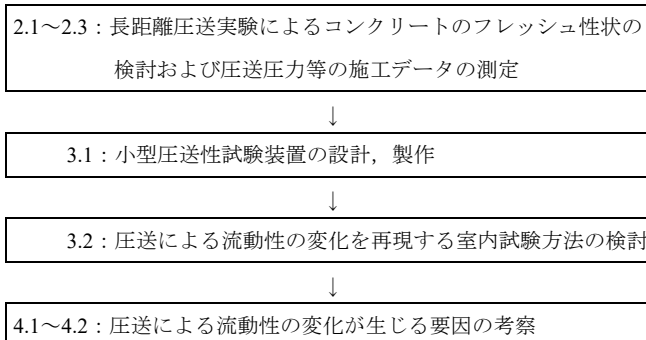 2.1～2.3：長距離圧送実験によるコンクリートのフレッシュ性状の
検討および圧送圧力等の施工データの測定
↓
3.1：小型圧送性試験装置の設計，製作
↓
3.2：圧送による流動性の変化を再現する室内試験方法の検討
↓
4.1～4.2：圧送による流動性の変化が生じる要因の考察